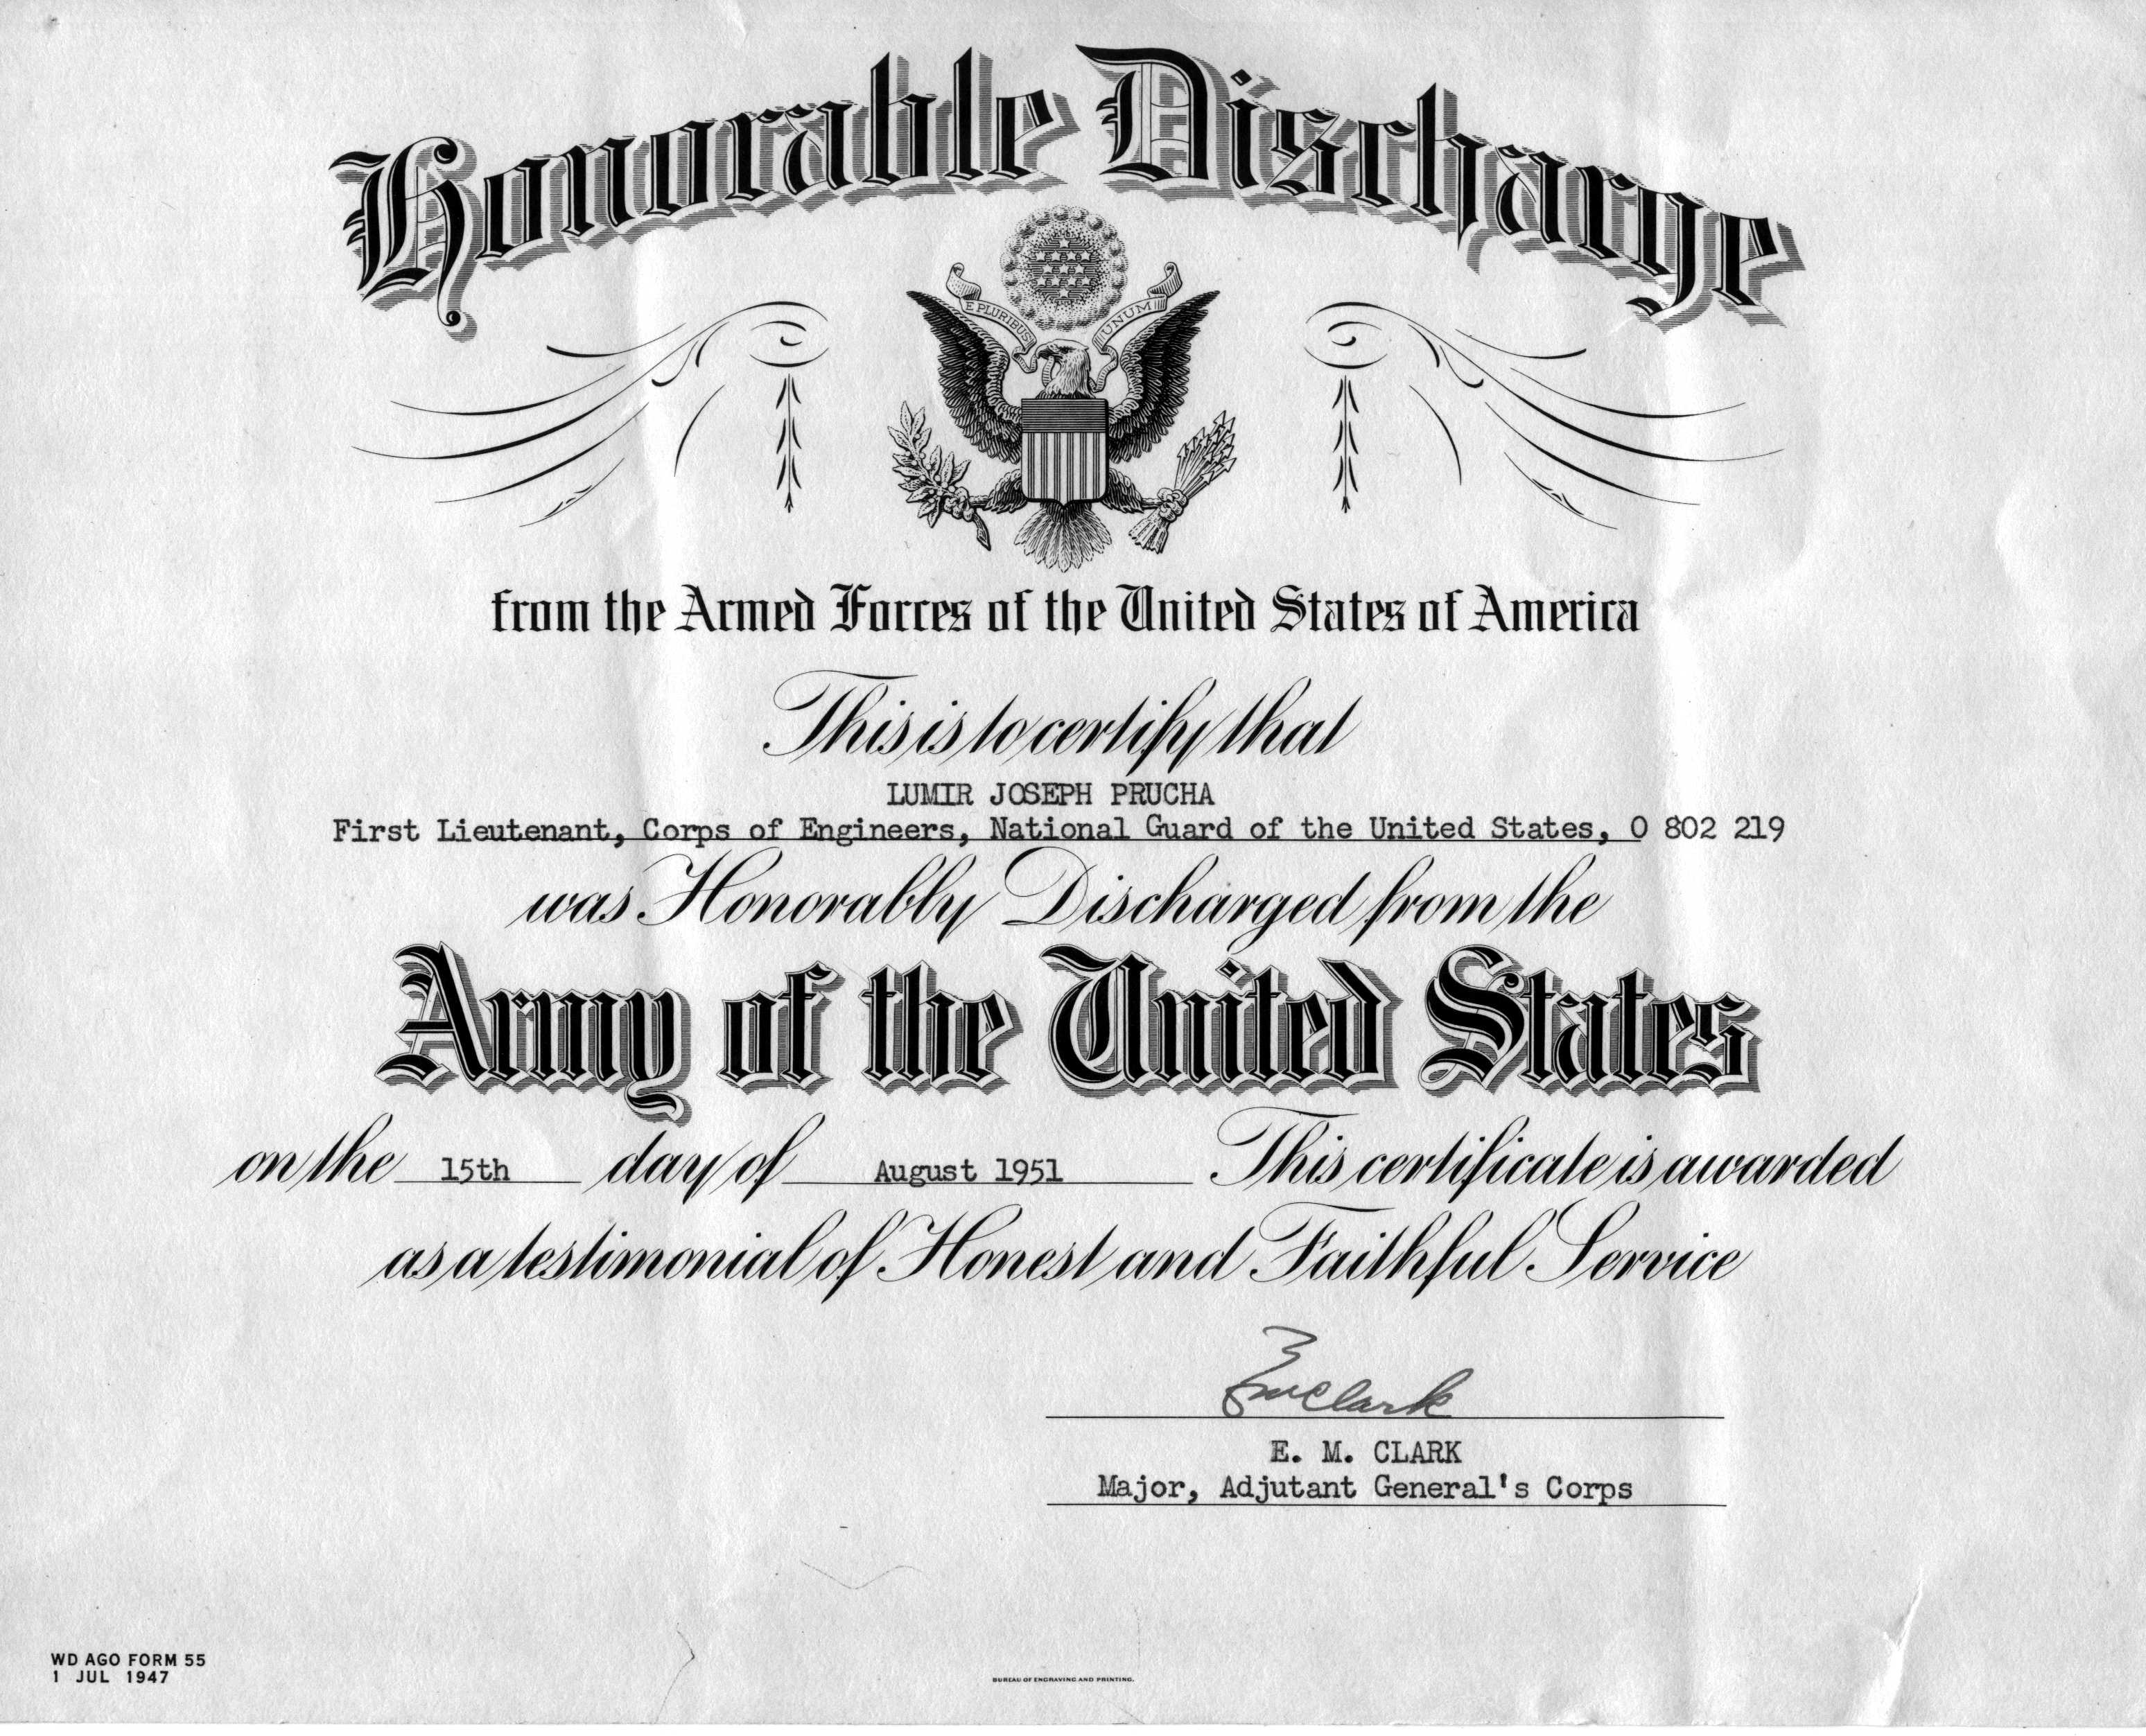 Honorable Discharge
E PLURIBUS UNUM
from the Armed Forces of the United States of America
This is to certify that
LUMIR JOSEPH PRUCHA
First Lieutenant, Corps of Engineers, National Guard of the United States, O 802 219
was Honorably Discharged from the
Army of the United States
on the 15th day of August 1951 This certificate is awarded
as a testimonial of Honest and Faithful Service
EMClark
E. M. CLARK
Major, Adjutant General's Corps
WD AGO FORM 55
1 JUL 1947
BUREAU OF ENGRAVING AND PRINTING.